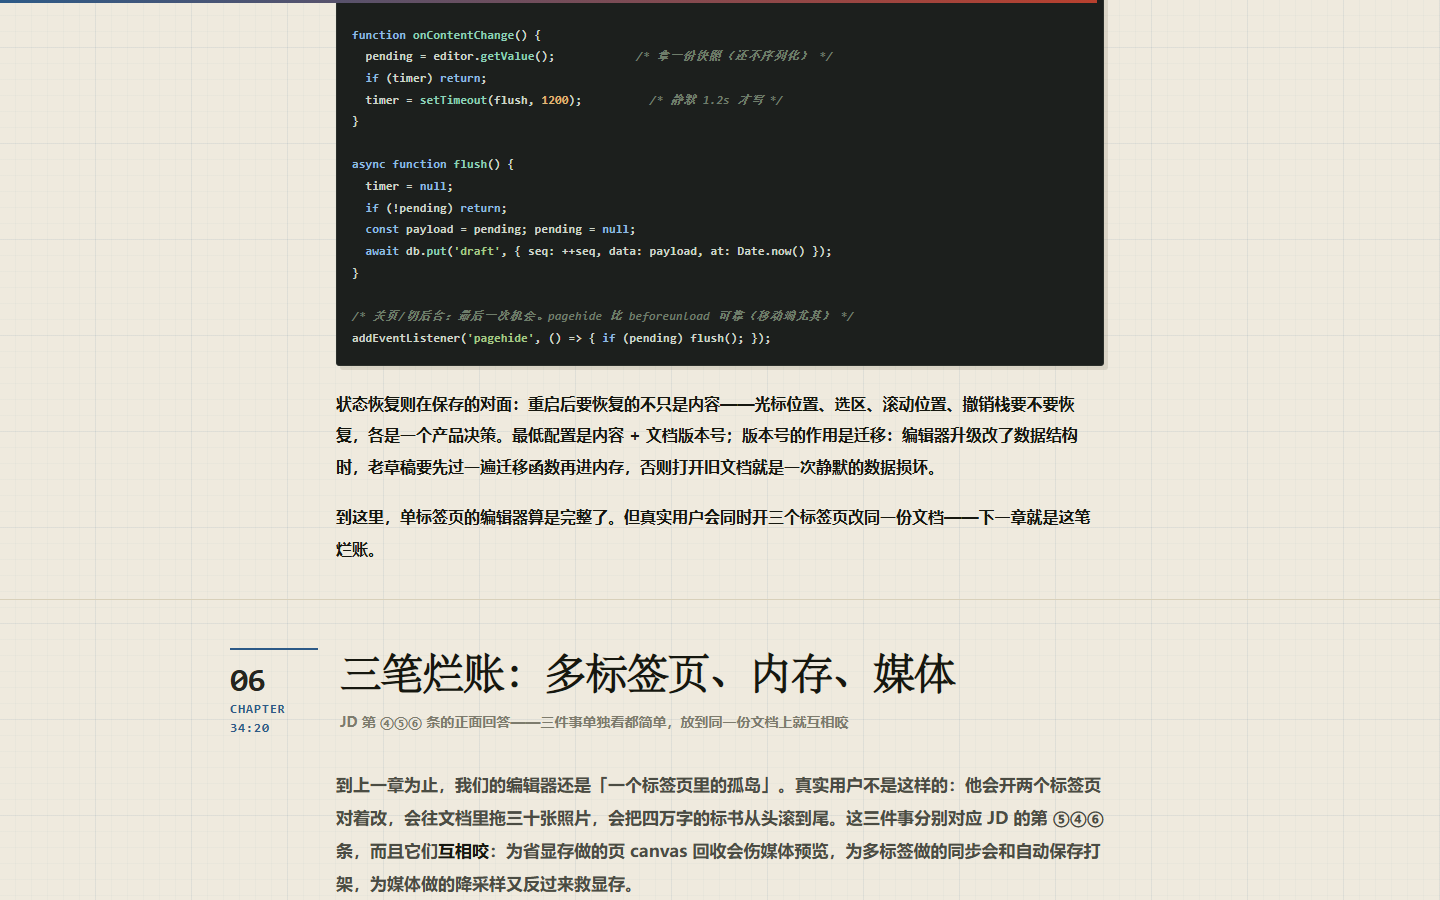 function onContentChange() {
pending = editor.getValue(); /* 拿一份快照（还不序列化） */
if (timer) return;
timer = setTimeout(flush, 1200); /* 静默 1.2s 才写 */
}
async function flush() {
timer = null;
if (!pending) return;
const payload = pending; pending = null;
await db.put('draft', { seq: ++seq, data: payload, at: Date.now() });
}
/* 关页/切后台：最后一次机会。pagehide 比 beforeunload 可靠（移动端尤其） */
addEventListener('pagehide', () => { if (pending) flush(); });
状态恢复则在保存的对面：重启后要恢复的不只是内容——光标位置、选区、滚动位置、撤销栈要不要恢
复，各是一个产品决策。最低配置是内容 + 文档版本号；版本号的作用是迁移：编辑器升级改了数据结构
时，老草稿要先过一遍迁移函数再进内存，否则打开旧文档就是一次静默的数据损坏。
到这里，单标签页的编辑器算是完整了。但真实用户会同时开三个标签页改同一份文档——下一章就是这笔
烂账。
06
CHAPTER
34:20
三笔烂账：多标签页、内存、媒体
JD 第 ④⑤⑥ 条的正面回答——三件事单独看都简单，放到同一份文档上就互相咬
到上一章为止，我们的编辑器还是「一个标签页里的孤岛」。真实用户不是这样的：他会开两个标签页
对着改，会往文档里拖三十张照片，会把四万字的标书从头滚到尾。这三件事分别对应 JD 的第 ⑤④⑥
条，而且它们互相咬：为省显存做的页 canvas 回收会伤媒体预览，为多标签做的同步会和自动保存打
架，为媒体做的降采样又反过来救显存。